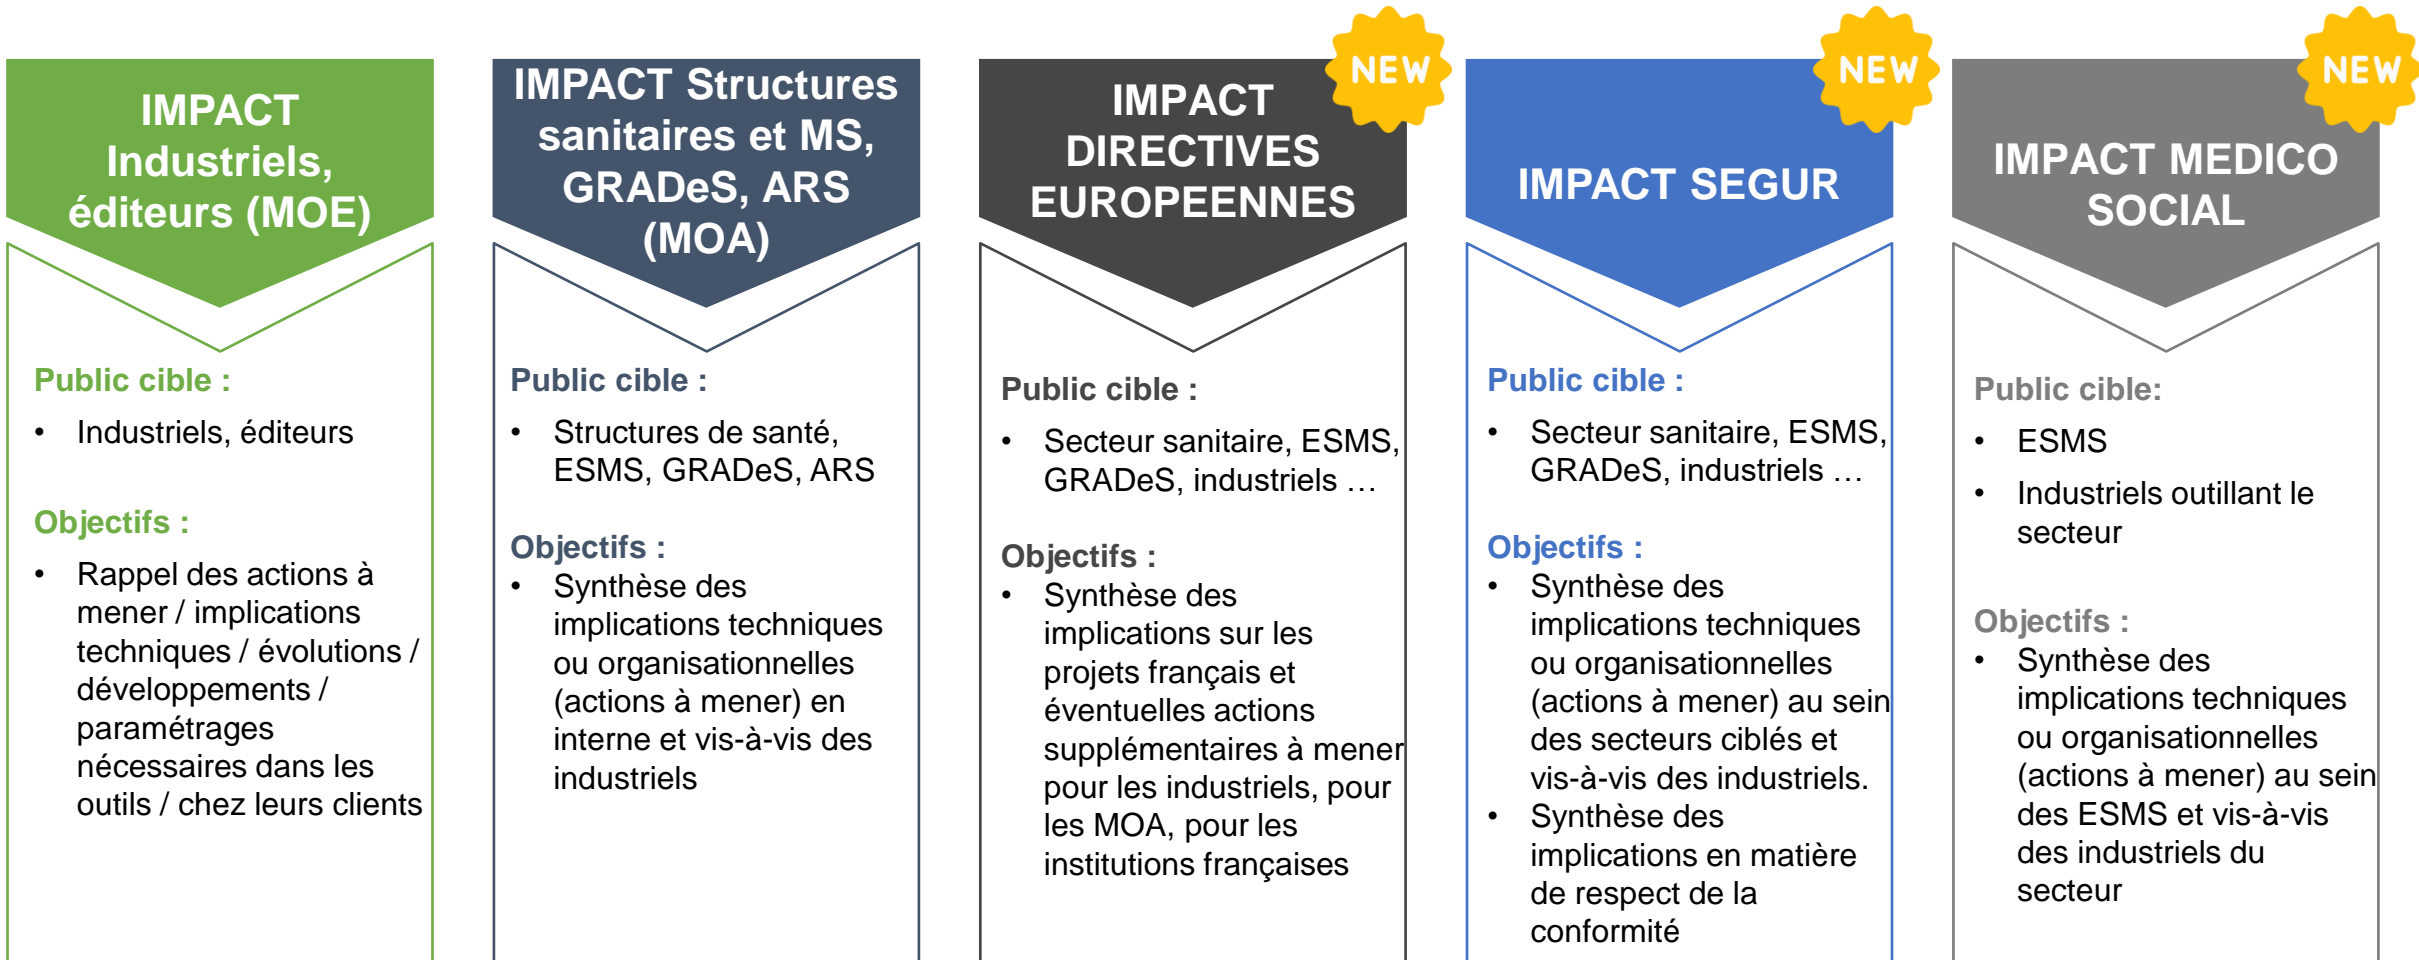 IMPACT
Industriels,
éditeurs (MOE)
Public cible :
• Industriels, éditeurs
Objectifs :
• Rappel des actions à
mener / implications
techniques / évolutions /
développements /
paramétrages
nécessaires dans les
outils / chez leurs clients
IMPACT Structures
sanitaires et MS,
GRADeS, ARS
(MOA)
Public cible :
• Structures de santé,
ESMS, GRADeS, ARS
Objectifs :
• Synthèse des
implications techniques
ou organisationnelles
(actions à mener) en
interne et vis-à-vis des
industriels
NEW
IMPACT
DIRECTIVES
EUROPEENNES
Public cible :
• Secteur sanitaire, ESMS,
GRADeS, industriels …
Objectifs :
• Synthèse des
implications sur les
projets français et
éventuelles actions
supplémentaires à mener
pour les industriels, pour
les MOA, pour les
institutions françaises
NEW
IMPACT SEGUR
Public cible :
• Secteur sanitaire, ESMS,
GRADeS, industriels …
Objectifs :
• Synthèse des
implications techniques
ou organisationnelles
(actions à mener) au sein
des secteurs ciblés et
vis-à-vis des industriels.
• Synthèse des
implications en matière
de respect de la
conformité
NEW
IMPACT MEDICO
SOCIAL
Public cible:
• ESMS
• Industriels outillant le
secteur
Objectifs :
• Synthèse des
implications techniques
ou organisationnelles
(actions à mener) au sein
des ESMS et vis-à-vis
des industriels du
secteur